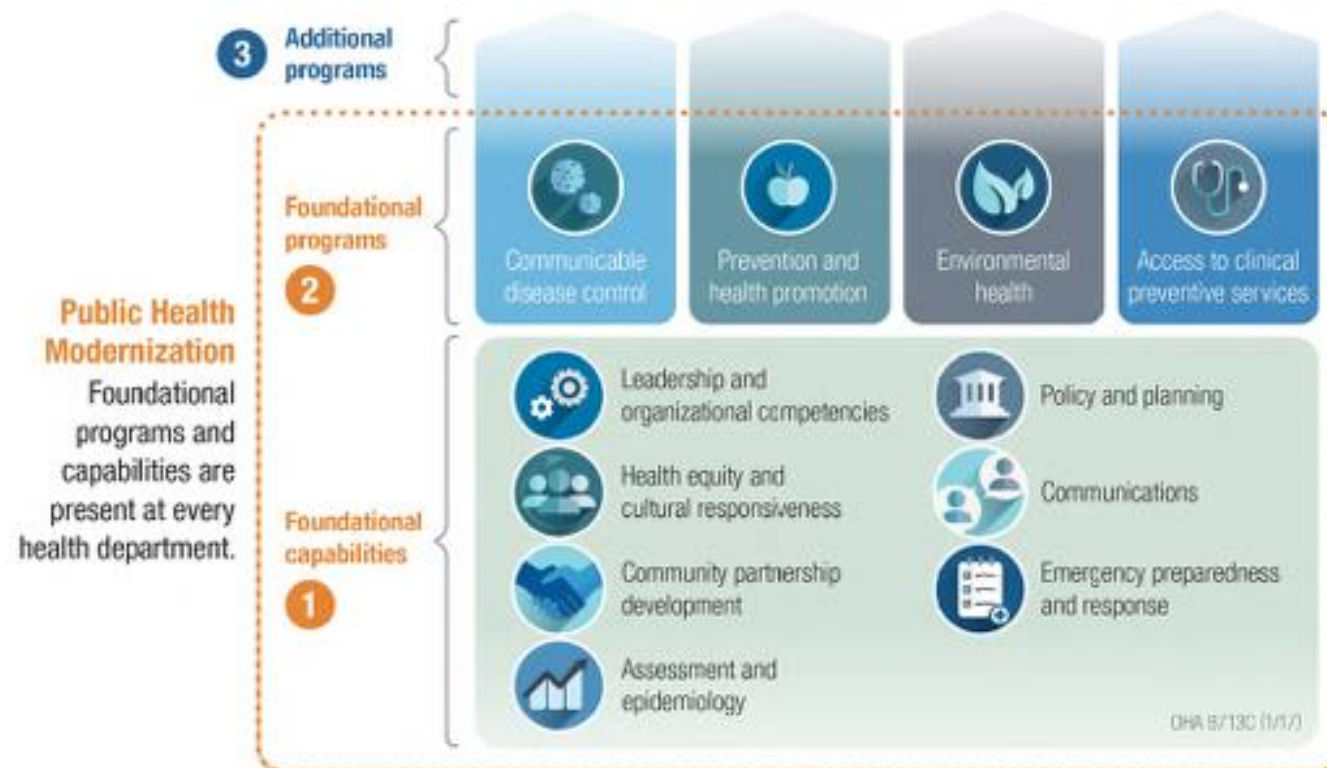 3
Additional
programs
Foundational
programs
2
Communicable
disease control
Prevention and
health promotion
Environmental
health
Access to clinical
preventive services
Public Health
Modernization
Foundational
programs and
capabilities are
present at every
health department.
Foundational
capabilities
1
Leadership and
organizational competencies
Health equity and
cultural responsiveness
Community partnership
development
Assessment and
epidemiology
Policy and planning
Communications
Emergency preparedness
and response
OHA (1/17)